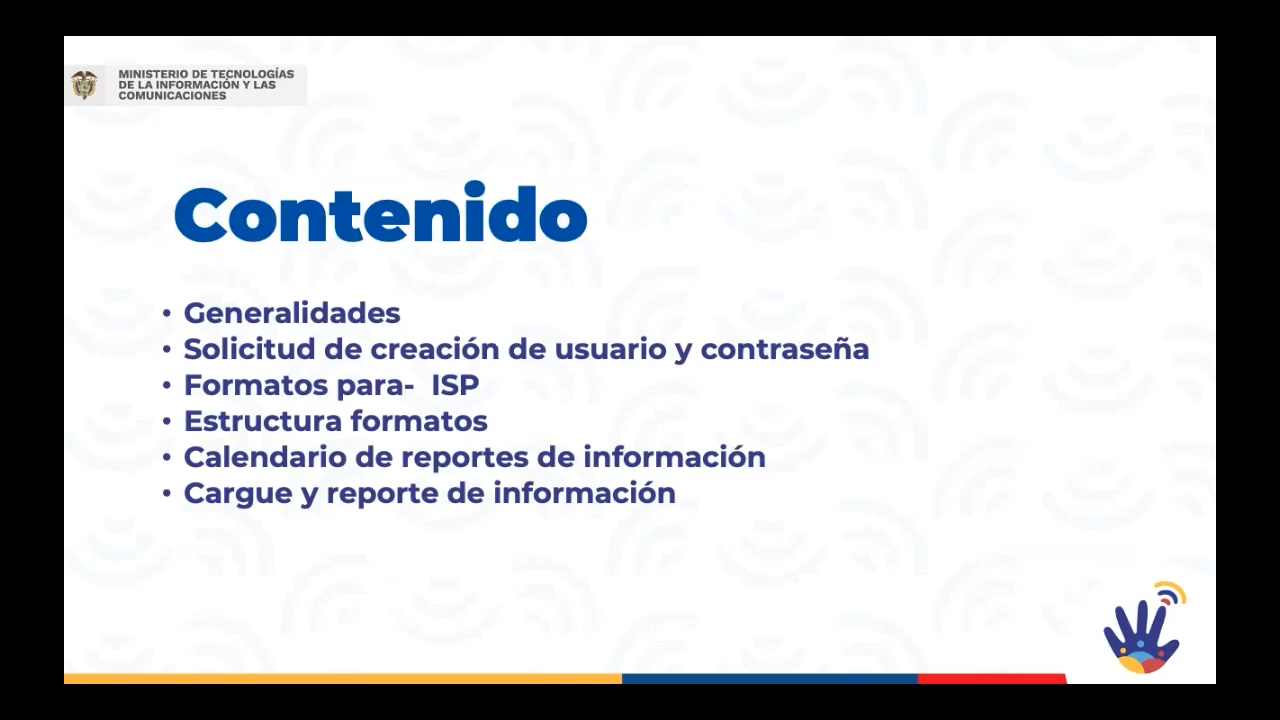 MINISTERIO DE TECNOLOGÍAS
DE LA INFORMACIÓN Y LAS
COMUNICACIONES
Contenido
• Generalidades
• Solicitud de creación de usuario y contraseña
• Formatos para-  ISP
• Estructura formatos
• Calendario de reportes de información
• Cargue y reporte de información